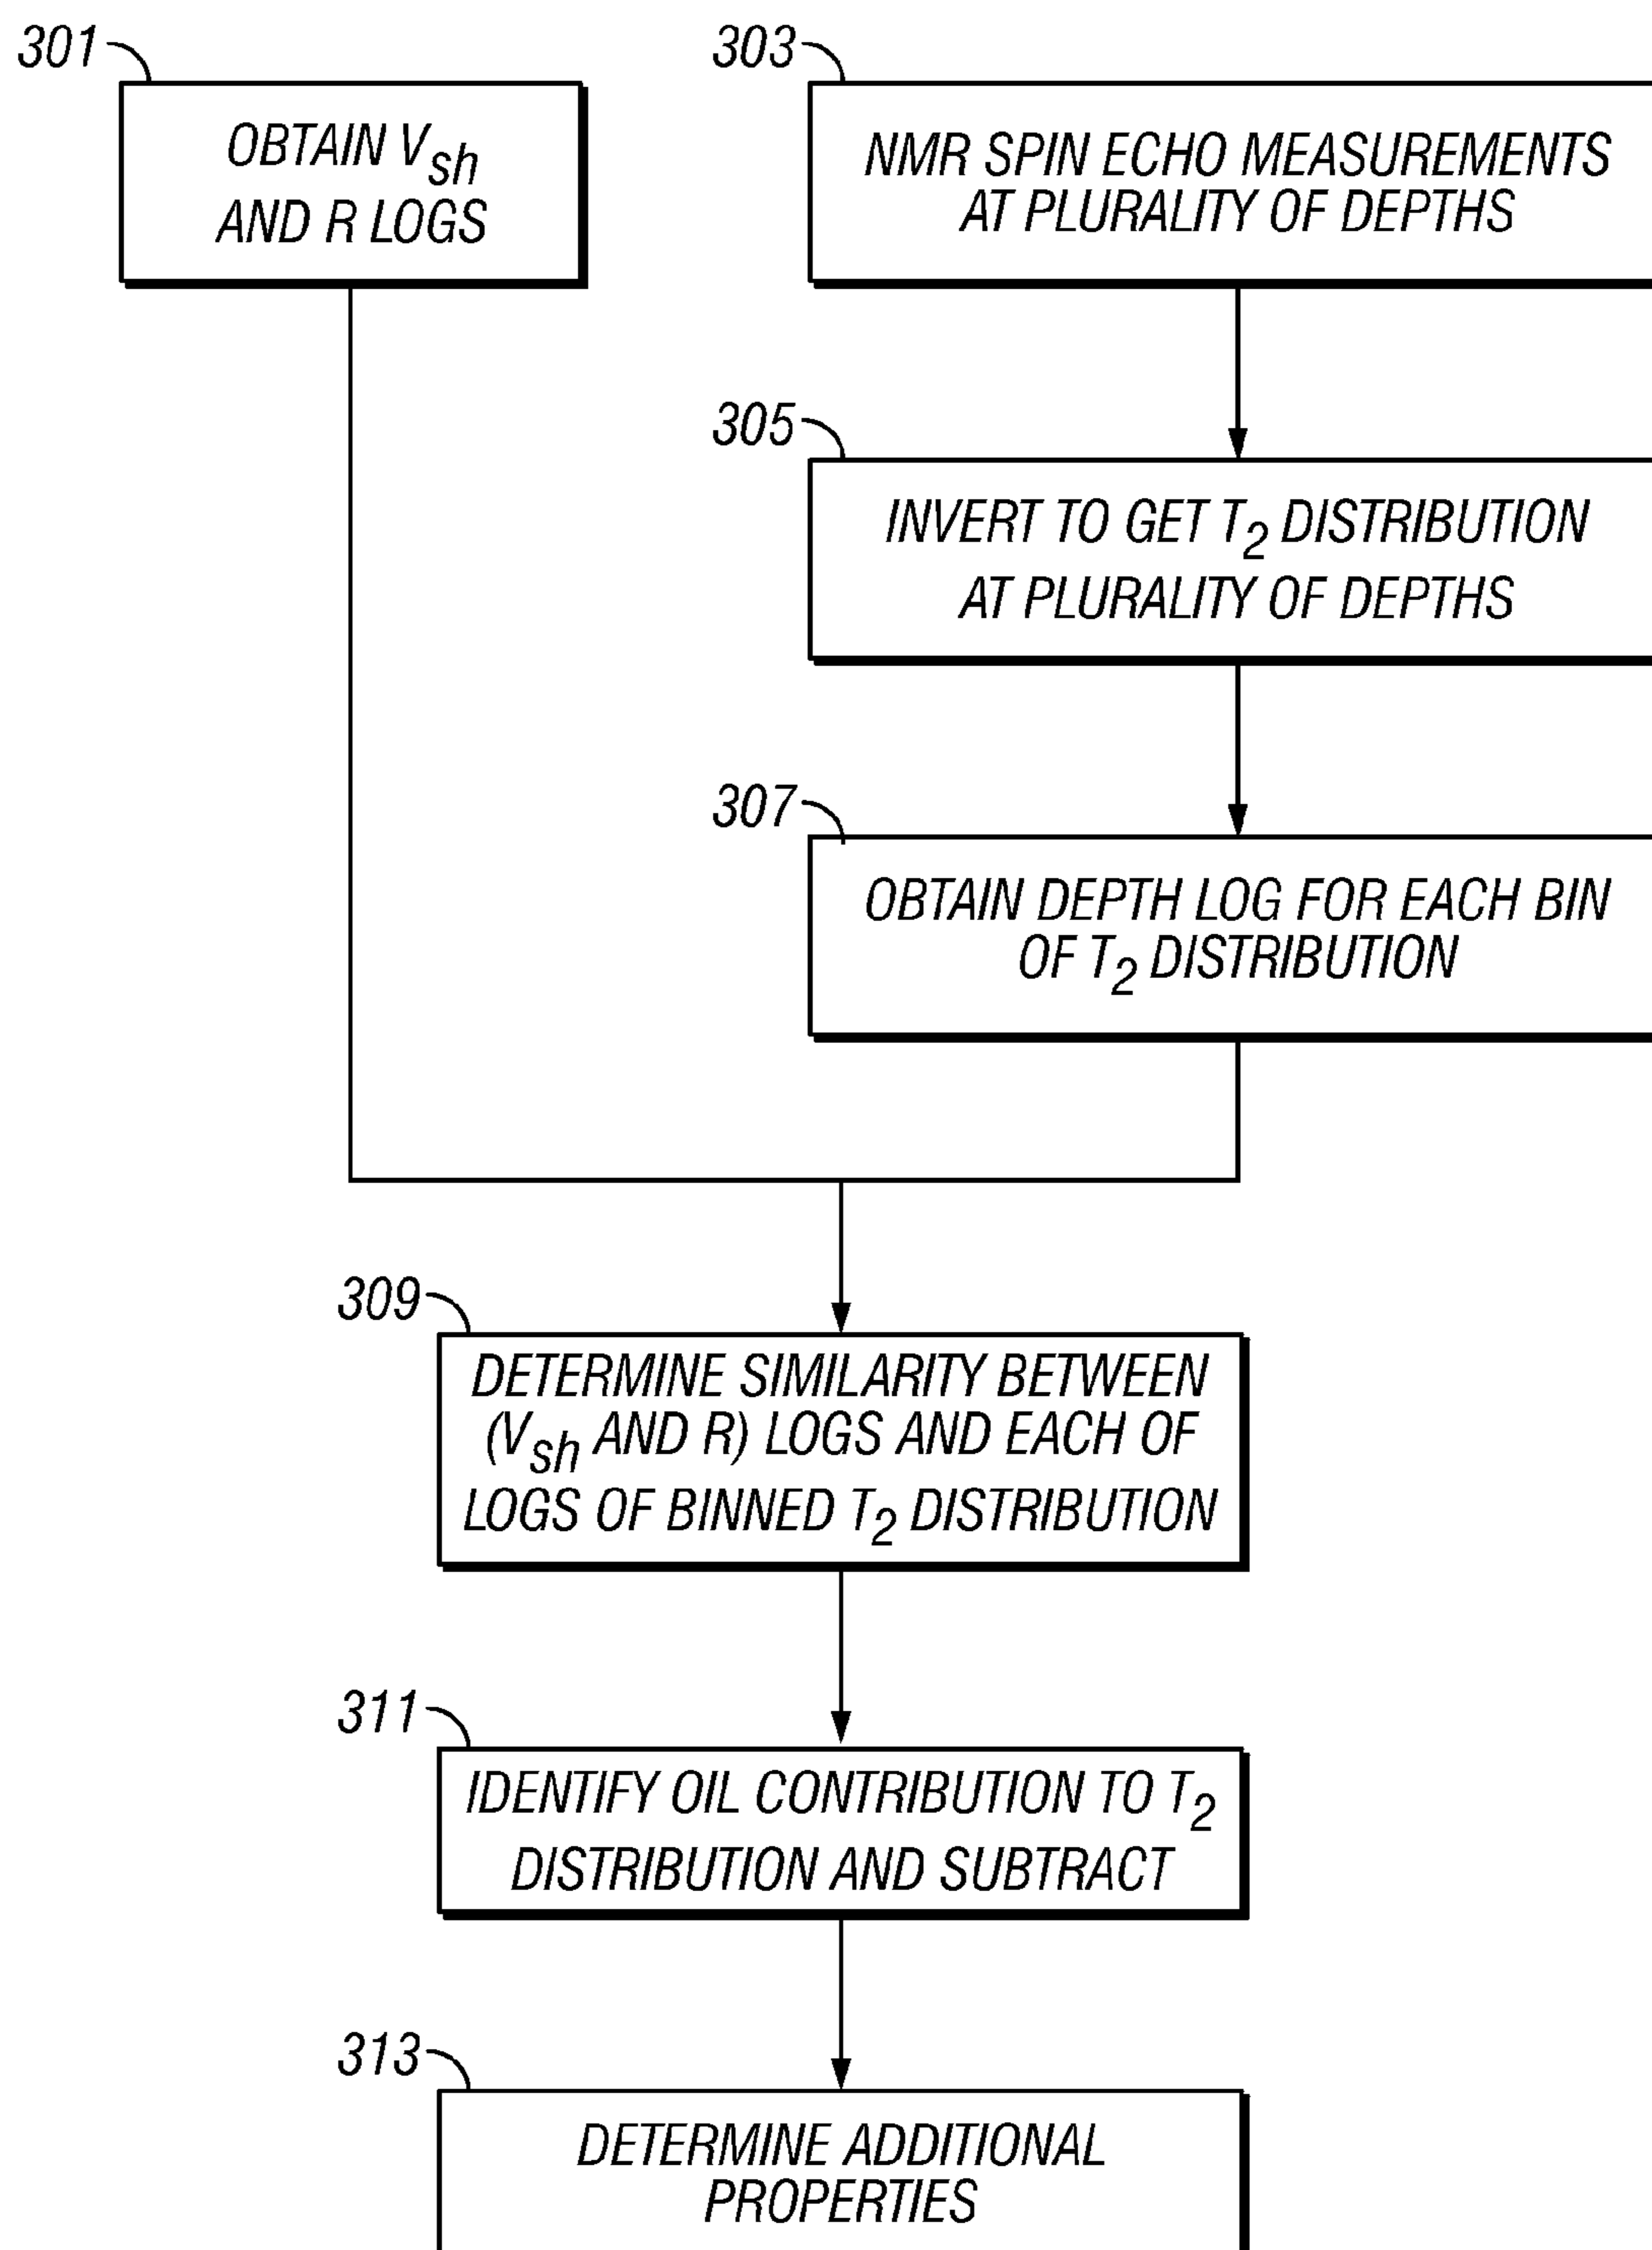 301
OBTAIN Vsh
AND R LOGS
303
NMR SPIN ECHO MEASUREMENTS
AT PLURALITY OF DEPTHS
305
INVERT TO GET T2 DISTRIBUTION
AT PLURALITY OF DEPTHS
307
OBTAIN DEPTH LOG FOR EACH BIN
OF T2 DISTRIBUTION
309
DETERMINE SIMILARITY BETWEEN
(Vsh AND R) LOGS AND EACH OF
LOGS OF BINNED T2 DISTRIBUTION
311
IDENTIFY OIL CONTRIBUTION TO T2
DISTRIBUTION AND SUBTRACT
313
DETERMINE ADDITIONAL
PROPERTIES